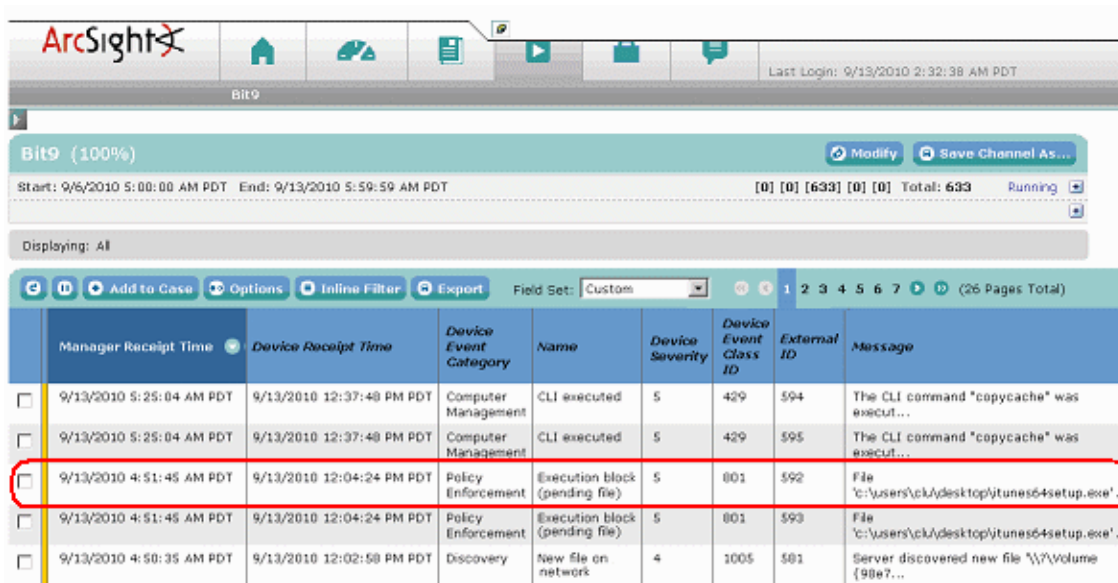 ArcSight
Last Login: 9/13/2010 2:32:38 AM PDT
Bit9
Bit9 (100%)
Modify
Save Channel As...
Start: 9/6/2010 5:00:00 AM PDT End: 9/13/2010 5:59:59 AM PDT
[0] [0] [633] [0] [0] Total: 633
Running
Displaying: All
Add to Case
Options
Inline Filter
Export
Field Set: Custom
1 2 3 4 5 6 7
(26 Pages Total)
Manager Receipt Time
Device Receipt Time
Device
Event
Category
Name
Device
Severity
Device
Event
Class
ID
External
ID
Message
9/13/2010 5:25:04 AM PDT
9/13/2010 12:37:48 PM PDT
Computer
Management
CLI executed
5
429
594
The CLI command "copycache" was
execut...
9/13/2010 5:25:04 AM PDT
9/13/2010 12:37:48 PM PDT
Computer
Management
CLI executed
5
429
595
The CLI command "copycache" was
execut...
9/13/2010 4:51:45 AM PDT
9/13/2010 12:04:24 PM PDT
Policy
Enforcement
Execution block
(pending file)
5
801
592
File
'c:\users\clu\desktop\itunes64setup.exe'.
9/13/2010 4:51:45 AM PDT
9/13/2010 12:04:24 PM PDT
Policy
Enforcement
Execution block
(pending file)
5
801
593
File
'c:\users\clu\desktop\itunes64setup.exe'.
9/13/2010 4:50:35 AM PDT
9/13/2010 12:02:58 PM PDT
Discovery
New file on
network
4
1005
581
Server discovered new file "\\?\Volume
{98e7...